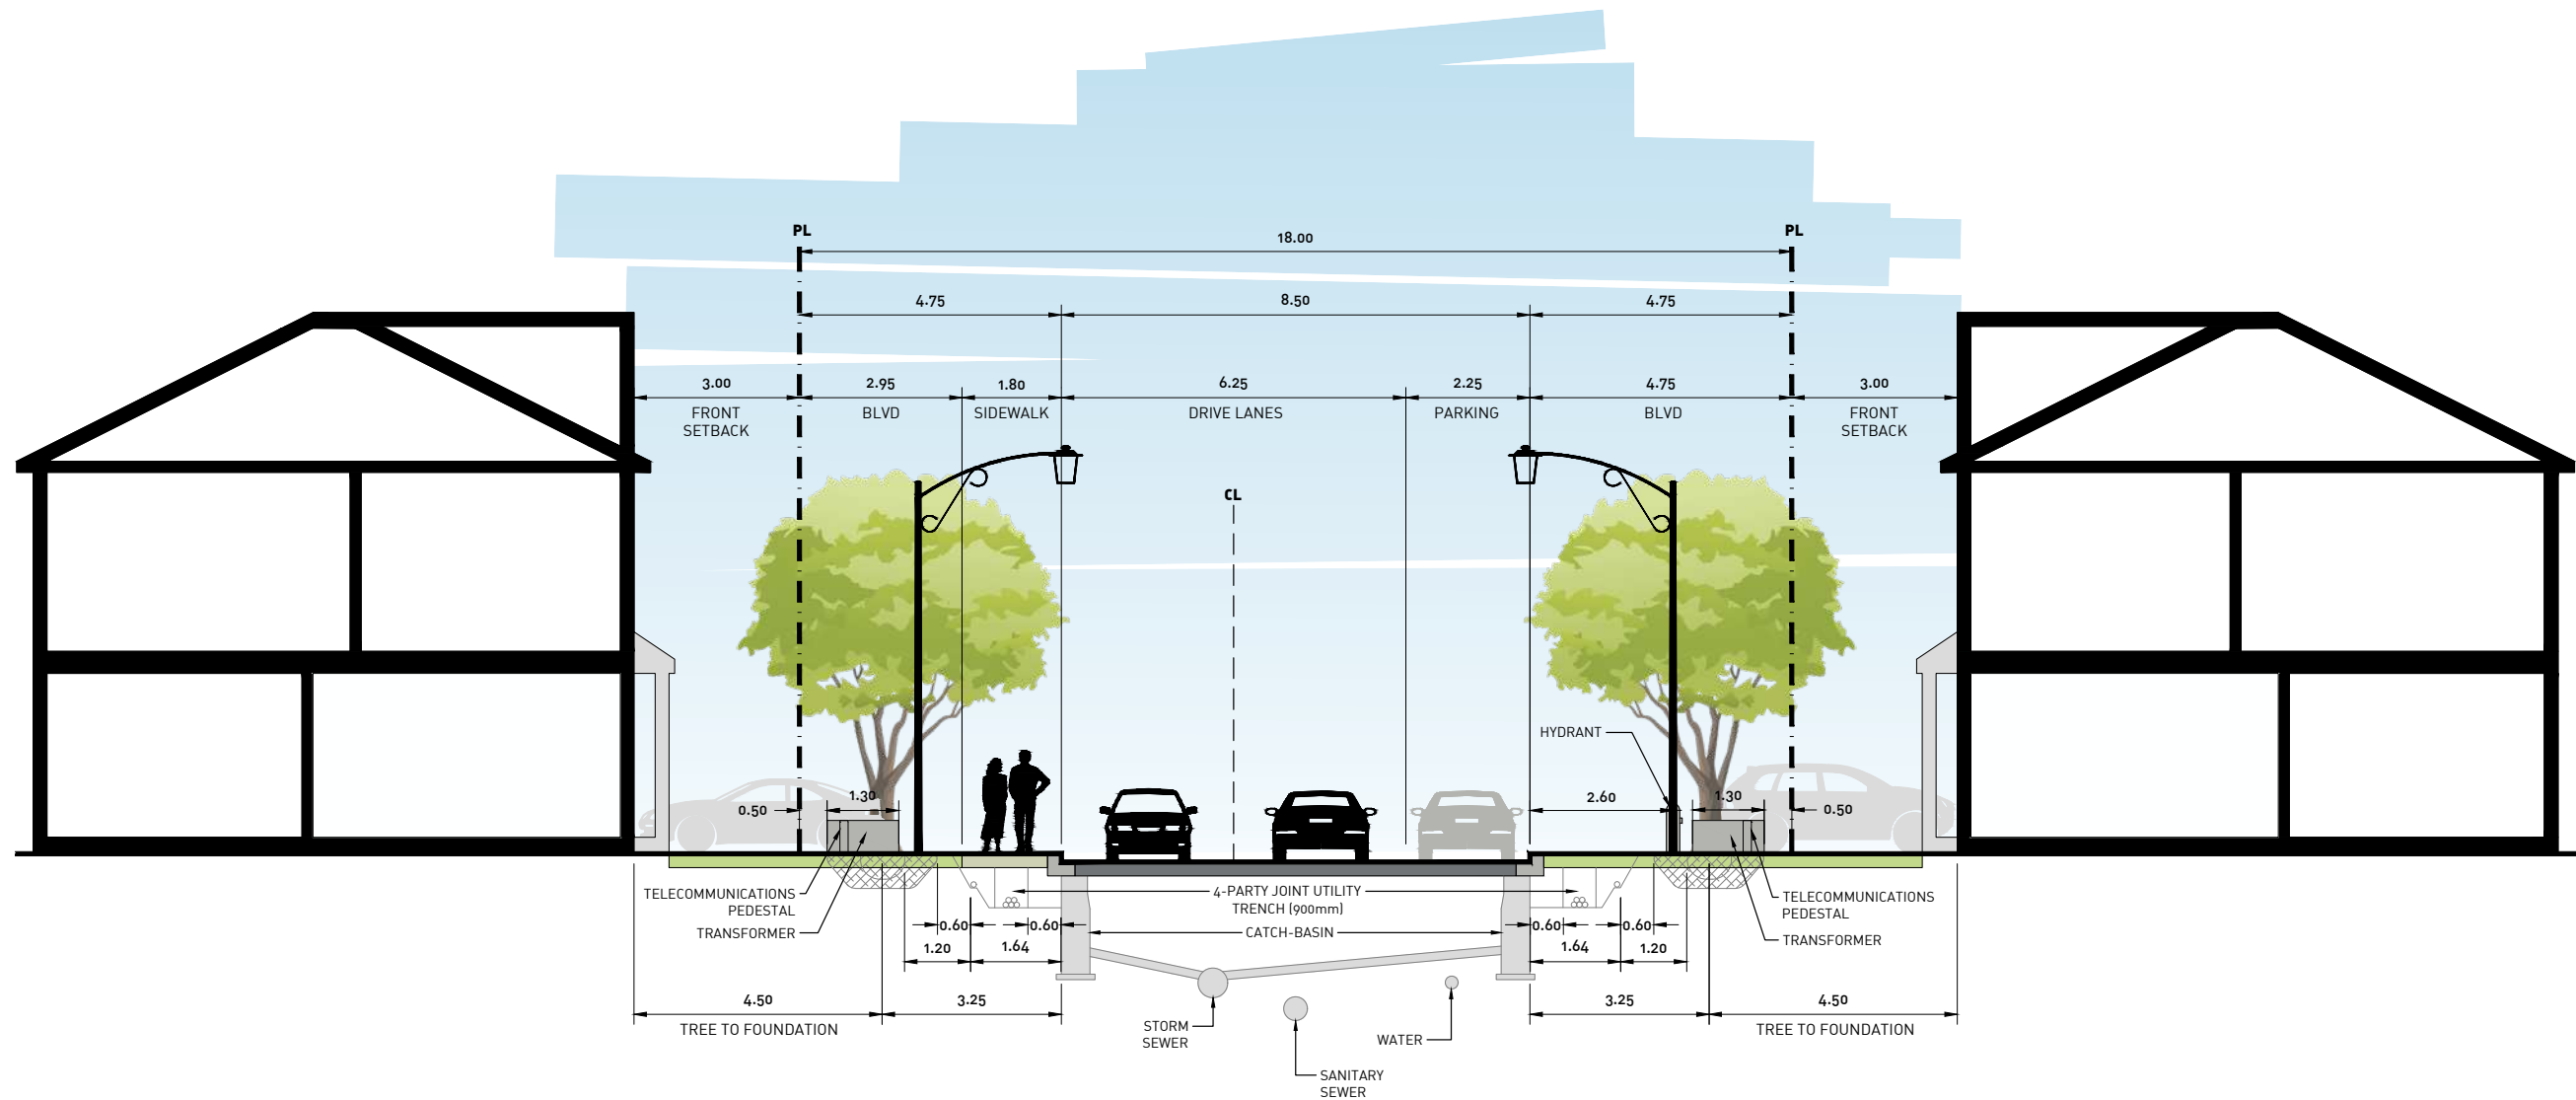 PL
PL
18.00
4.75
8.50
4.75
3.00
2.95
1.80
6.25
2.25
4.75
3.00
FRONT
SETBACK
BLVD
SIDEWALK
DRIVE LANES
PARKING
BLVD
FRONT
SETBACK
CL
HYDRANT
0.50
1.30
2.60
1.30
0.50
TELECOMMUNICATIONS
PEDESTAL
TRANSFORMER
4-PARTY JOINT UTILITY
TRENCH (900mm)
CATCH-BASIN
TELECOMMUNICATIONS
PEDESTAL
TRANSFORMER
0.60
0.60
0.60
0.60
1.20
1.64
1.64
1.20
4.50
3.25
3.25
4.50
TREE TO FOUNDATION
TREE TO FOUNDATION
STORM
SEWER
WATER
SANITARY
SEWER